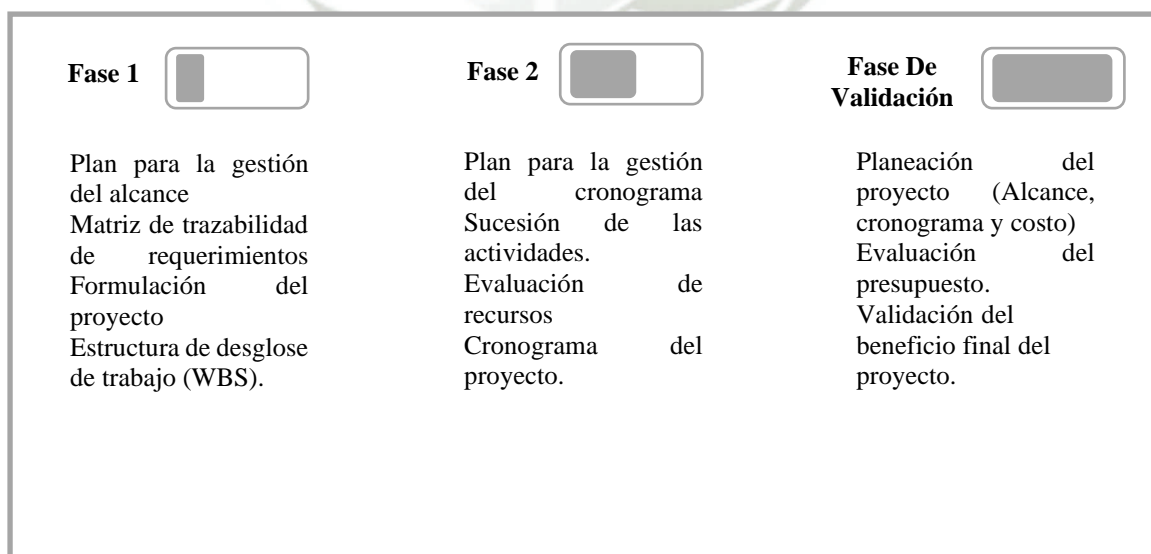 Fase 1
Plan para la gestión
del alcance
Matriz de trazabilidad
de requerimientos
Formulación del
proyecto
Estructura de desglose
de trabajo (WBS).
Fase 2
Plan para la gestión
del cronograma
Sucesión de las
actividades.
Evaluación de
recursos
Cronograma del
proyecto.
Fase De
Validación
Planeación del
proyecto (Alcance,
cronograma y costo)
Evaluación del
presupuesto.
Validación del
beneficio final del
proyecto.